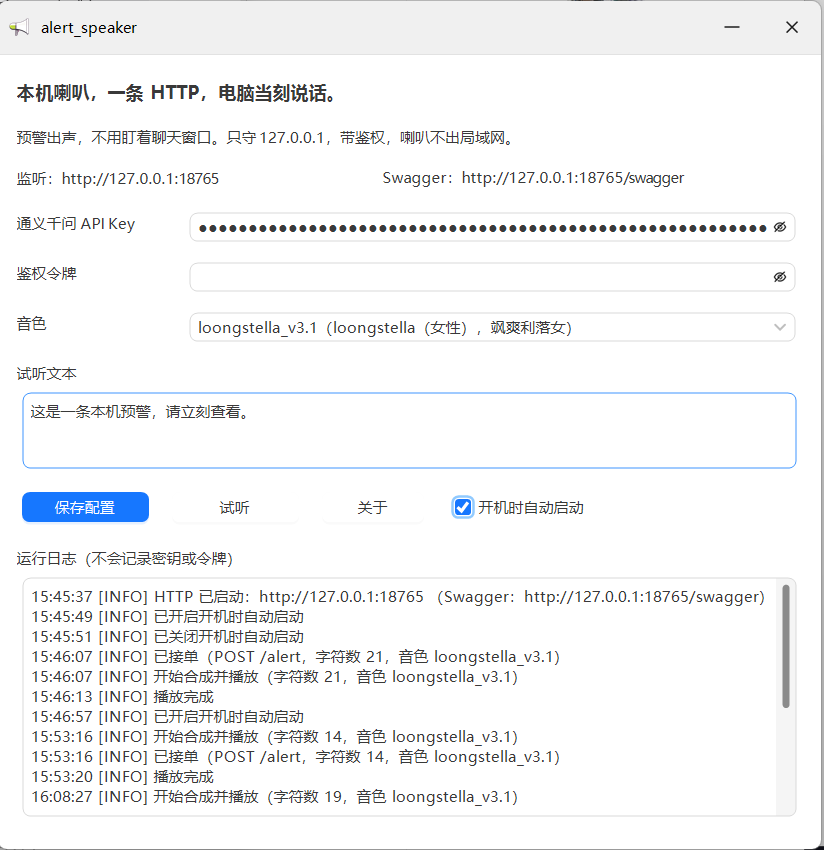 alert_speaker
本机喇叭，一条 HTTP，电脑当刻说话。
预警出声，不用盯着聊天窗口。只守 127.0.0.1，带鉴权，喇叭不出局域网。
监听：http://127.0.0.1:18765 Swagger：http://127.0.0.1:18765/swagger
通义千问 API Key
鉴权令牌
音色 loongstella_v3.1（loongstella（女性），飒爽利落女）
试听文本
这是一条本机预警，请立刻查看。
保存配置 试听 关于 开机时自动启动
运行日志（不会记录密钥或令牌）
15:45:37 [INFO] HTTP 已启动：http://127.0.0.1:18765 （Swagger：http://127.0.0.1:18765/swagger）
15:45:49 [INFO] 已开启开机时自动启动
15:45:51 [INFO] 已关闭开机时自动启动
15:46:07 [INFO] 已接单（POST /alert，字符数 21，音色 loongstella_v3.1）
15:46:07 [INFO] 开始合成并播放（字符数 21，音色 loongstella_v3.1）
15:46:13 [INFO] 播放完成
15:46:57 [INFO] 已开启开机时自动启动
15:53:16 [INFO] 开始合成并播放（字符数 14，音色 loongstella_v3.1）
15:53:16 [INFO] 已接单（POST /alert，字符数 14，音色 loongstella_v3.1）
15:53:20 [INFO] 播放完成
16:08:27 [INFO] 开始合成并播放（字符数 19，音色 loongstella_v3.1）